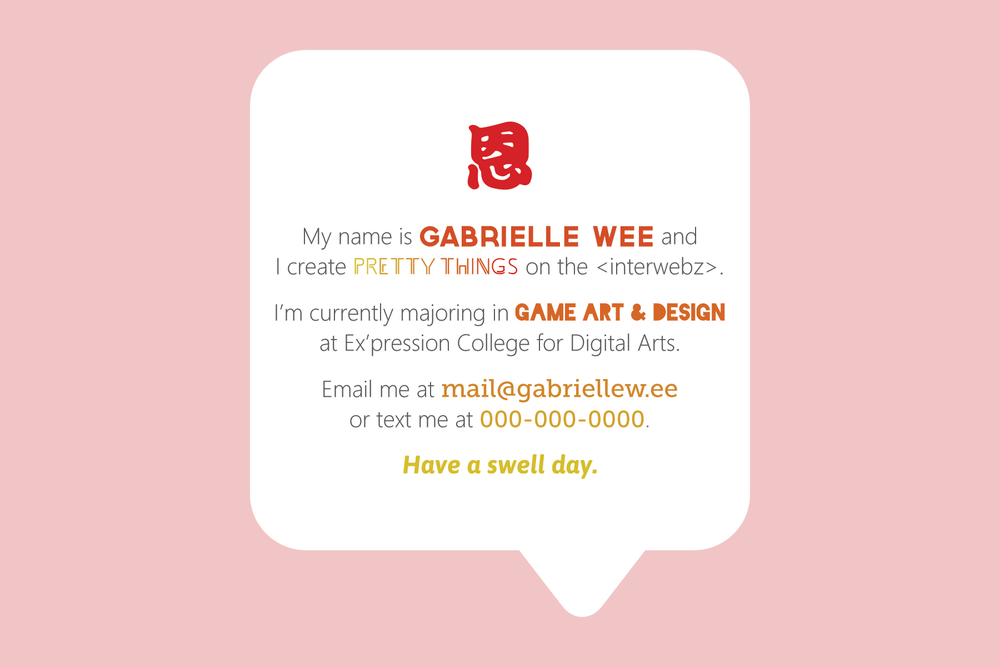 恩
My name is GABRIELLE WEE and
I create PRETTY THINGS on the <interwebz>.
I'm currently majoring in GAME ART & DESIGN
at Ex'pression College for Digital Arts.
Email me at mail@gabriellew.ee
or text me at 000-000-0000.
Have a swell day.